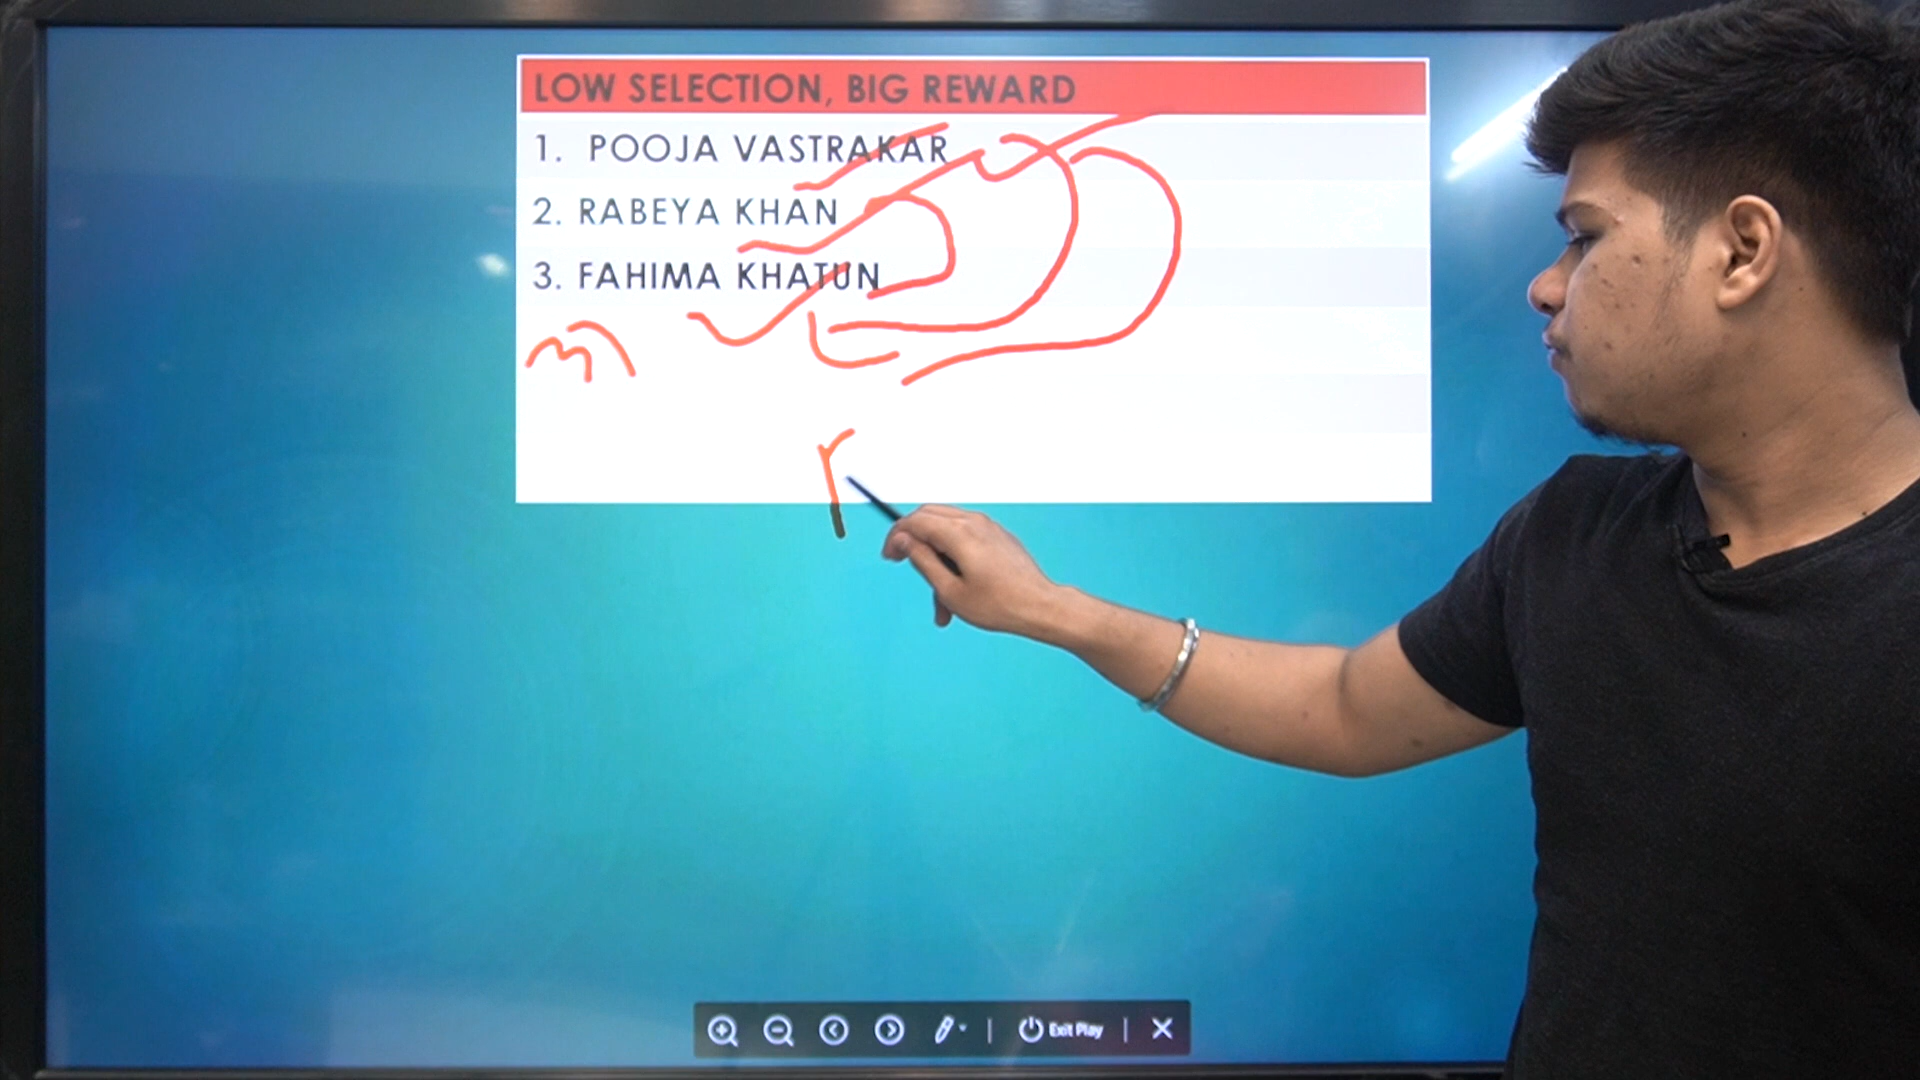 LOW SELECTION, BIG REWARD
1. POOJA VASTRAKAR
2. RABEYA KHAN
3. FAHIMA KHATUN
Exit Play